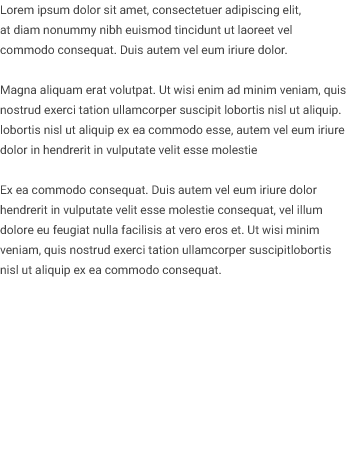 Lorem ipsum dolor sit amet, consectetuer adipiscing elit,
at diam nonummy nibh euismod tincidunt ut laoreet vel
commodo consequat. Duis autem vel eum iriure dolor.
Magna aliquam erat volutpat. Ut wisi enim ad minim veniam, quis
nostrud exerci tation ullamcorper suscipit lobortis nisl ut aliquip.
lobortis nisl ut aliquip ex ea commodo esse, autem vel eum iriure
dolor in hendrerit in vulputate velit esse molestie
Ex ea commodo consequat. Duis autem vel eum iriure dolor
hendrerit in vulputate velit esse molestie consequat, vel illum
dolore eu feugiat nulla facilisis at vero eros et. Ut wisi minim
veniam, quis nostrud exerci tation ullamcorper suscipitlobortis
nisl ut aliquip ex ea commodo consequat.